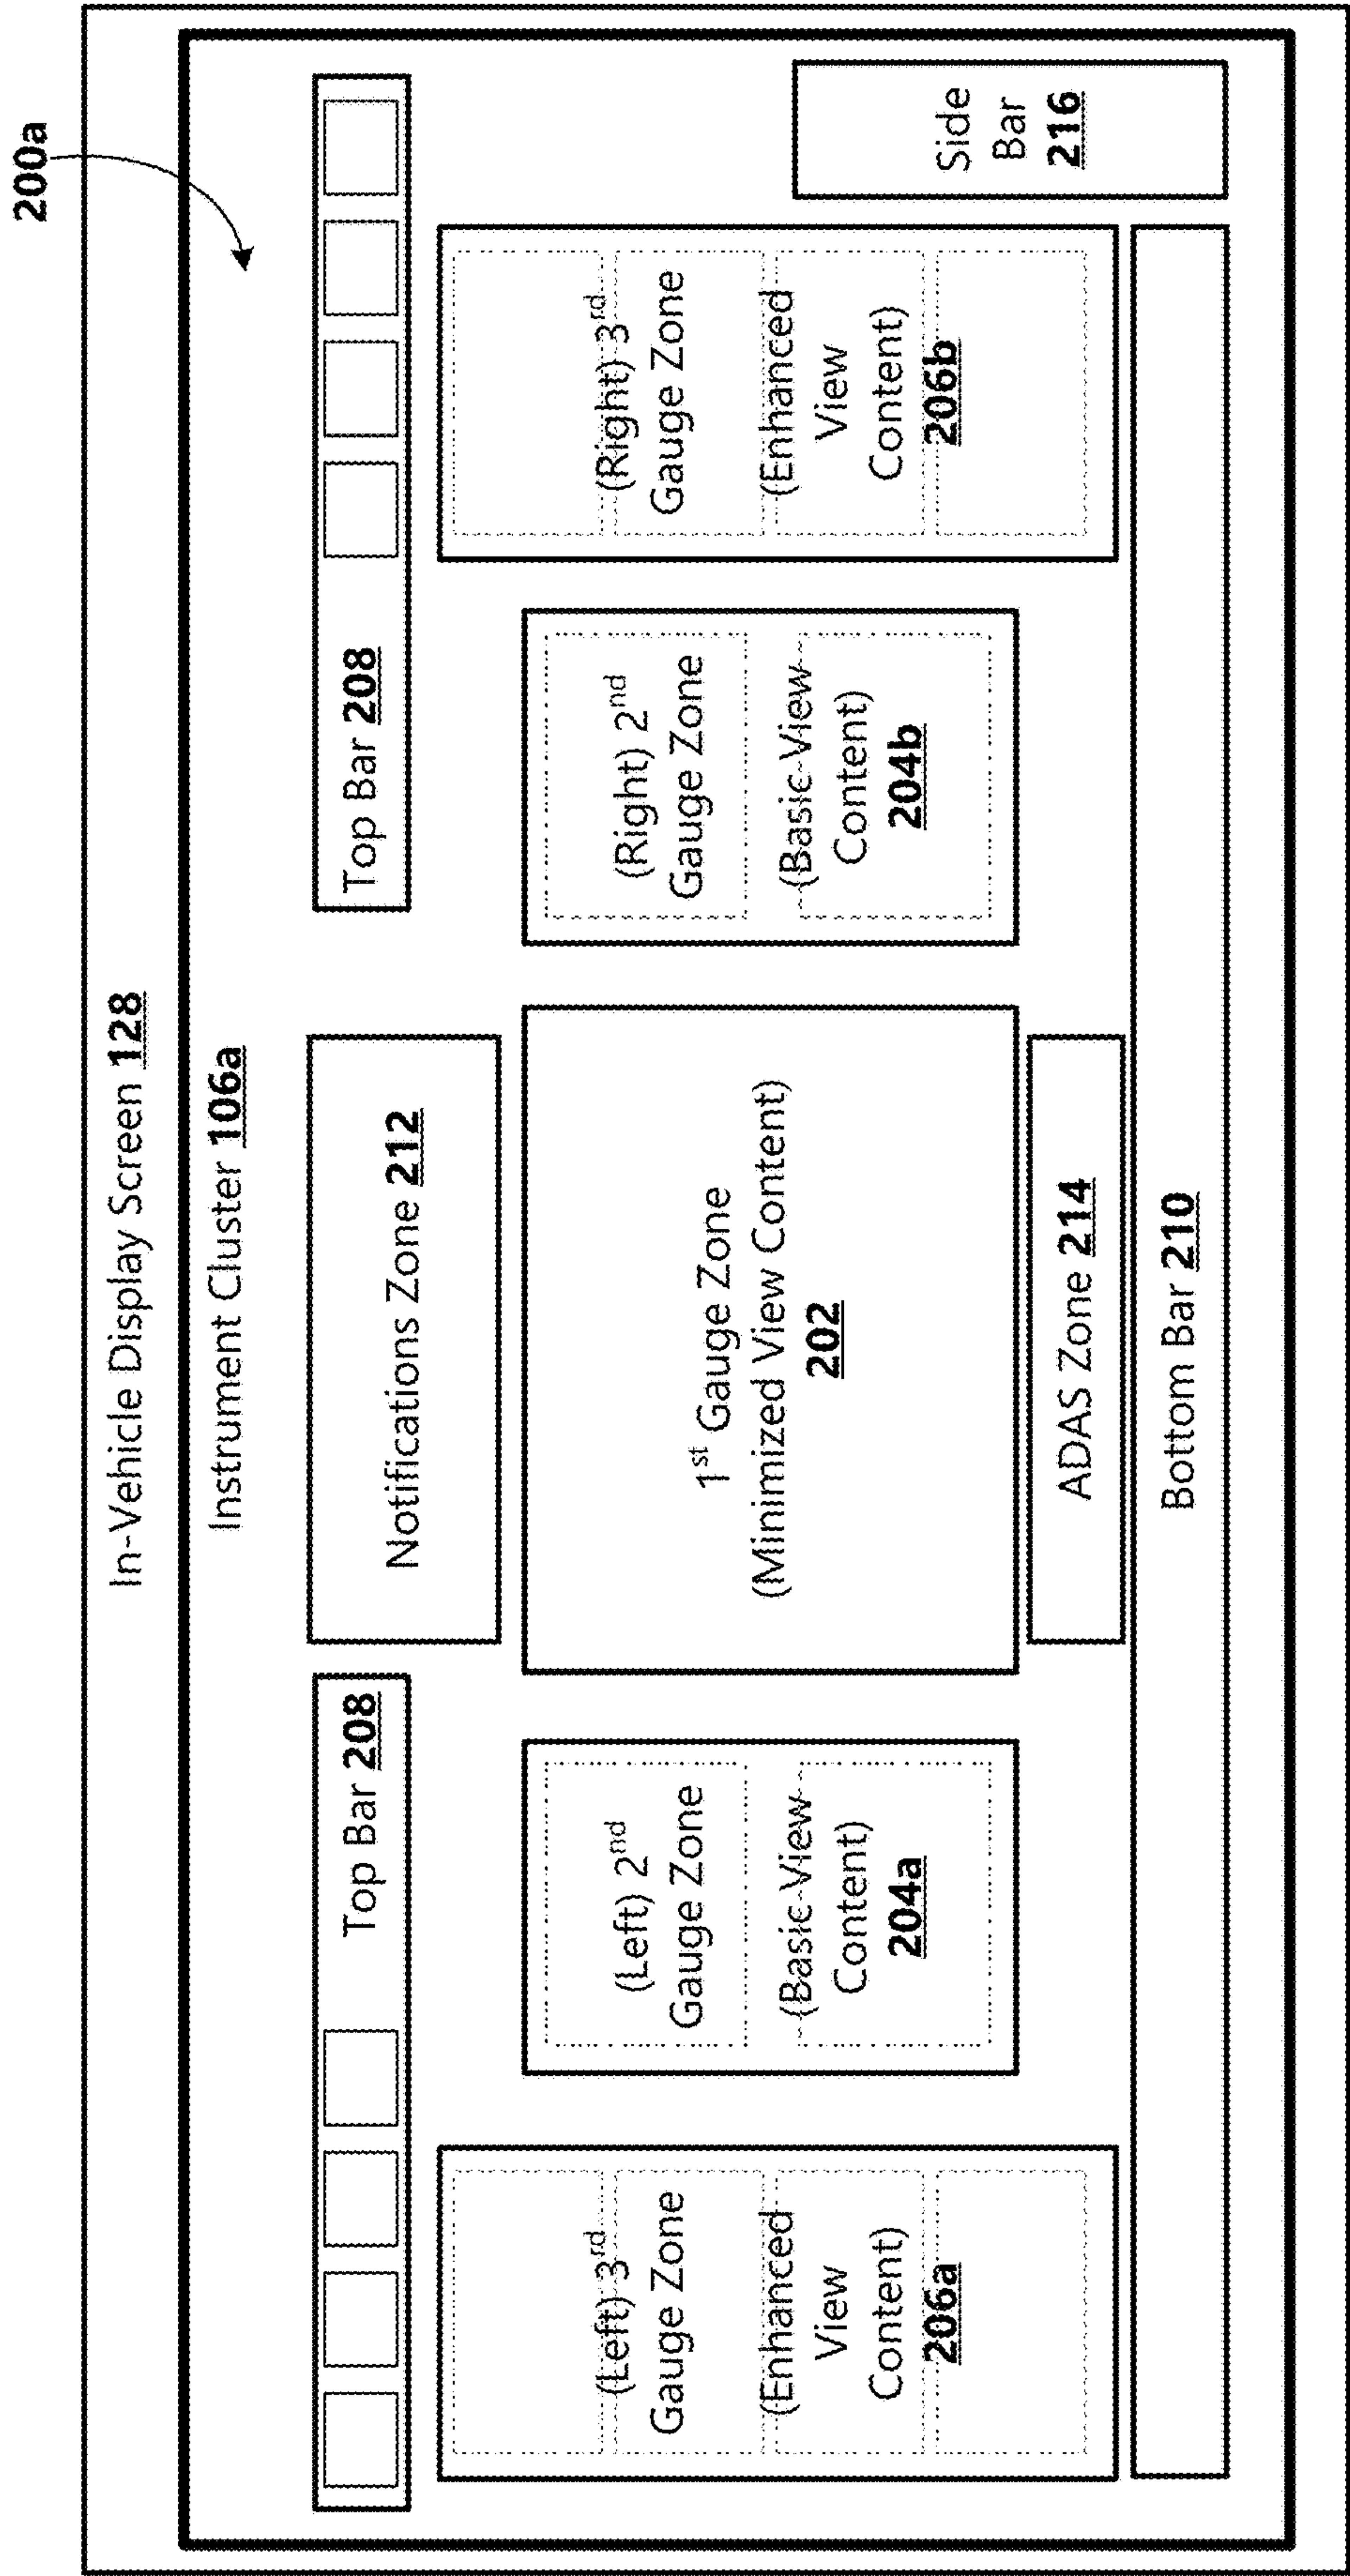 200a
In-Vehicle Display Screen 128
Instrument Cluster 106a
Top Bar 208
Notifications Zone 212
Top Bar 208
(Left) 3rd
Gauge Zone
(Enhanced
View
Content)
206a
(Left) 2nd
Gauge Zone
(Basic View
Content)
204a
1st Gauge Zone
(Minimized View Content)
202
(Right) 2nd
Gauge Zone
(Basic View
Content)
204b
(Right) 3rd
Gauge Zone
(Enhanced
View
Content)
206b
Side
Bar
216
ADAS Zone 214
Bottom Bar 210